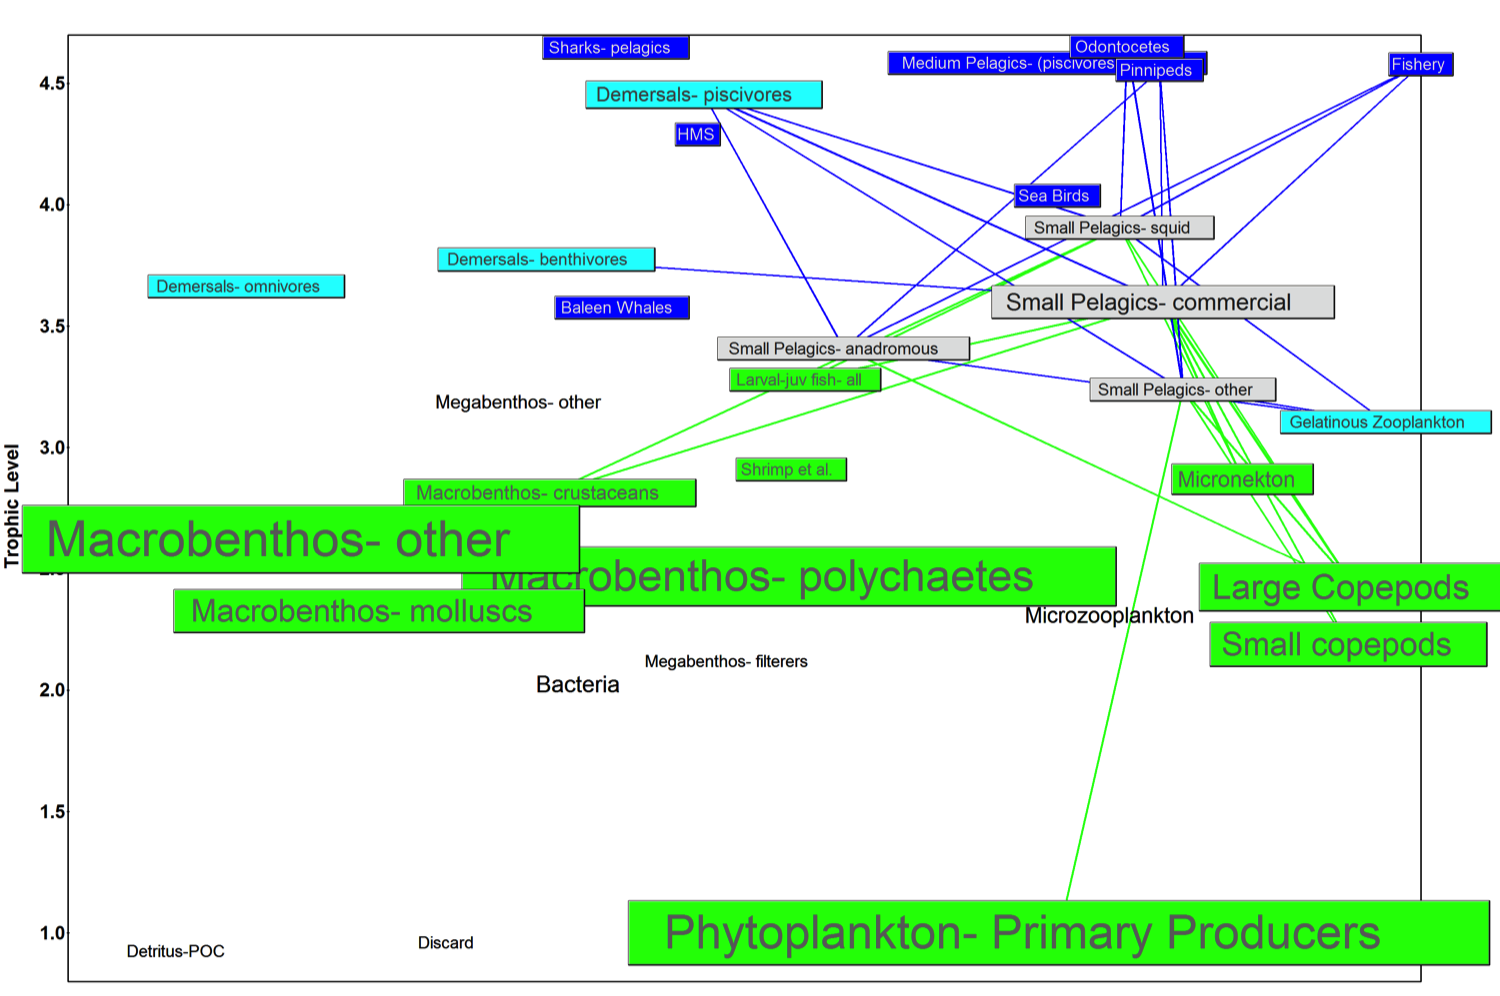 Sharks- pelagics
Odontocetes
Medium Pelagics- (piscivores
Pinnipeds
Fishery
4.5
Demersals- piscivores
HMS
4.0
Sea Birds
Small Pelagics- squid
Demersals- benthivores
Demersals- omnivores
Baleen Whales
Small Pelagics- commercial
3.5
Small Pelagics- anadromous
Larval-juv fish- all
Small Pelagics- other
Megabenthos- other
Gelatinous Zooplankton
3.0
Trophic Level
Shrimp et al.
Micronekton
Macrobenthos- crustaceans
Macrobenthos- other
Macrobenthos- polychaetes
Large Copepods
Macrobenthos- molluscs
Microzooplankton
Small copepods
Megabenthos- filterers
Bacteria
2.0
1.5
1.0
Phytoplankton- Primary Producers
Discard
Detritus-POC